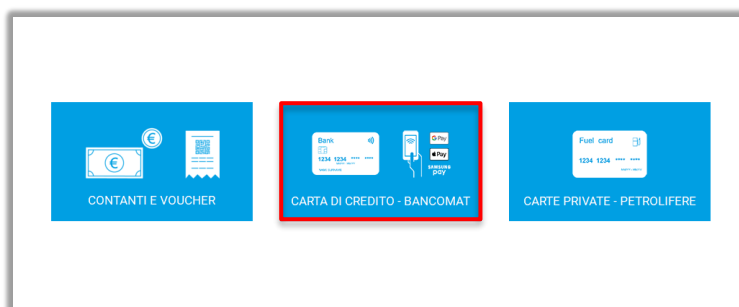 CONTANTI E VOUCHER
Bank
1234 1234 **** ****
G Pay
Pay
SAMSUNG
pay
CARTA DI CREDITO - BANCOMAT
Fuel card
1234 1234 **** ****
CARTE PRIVATE - PETROLIFERE